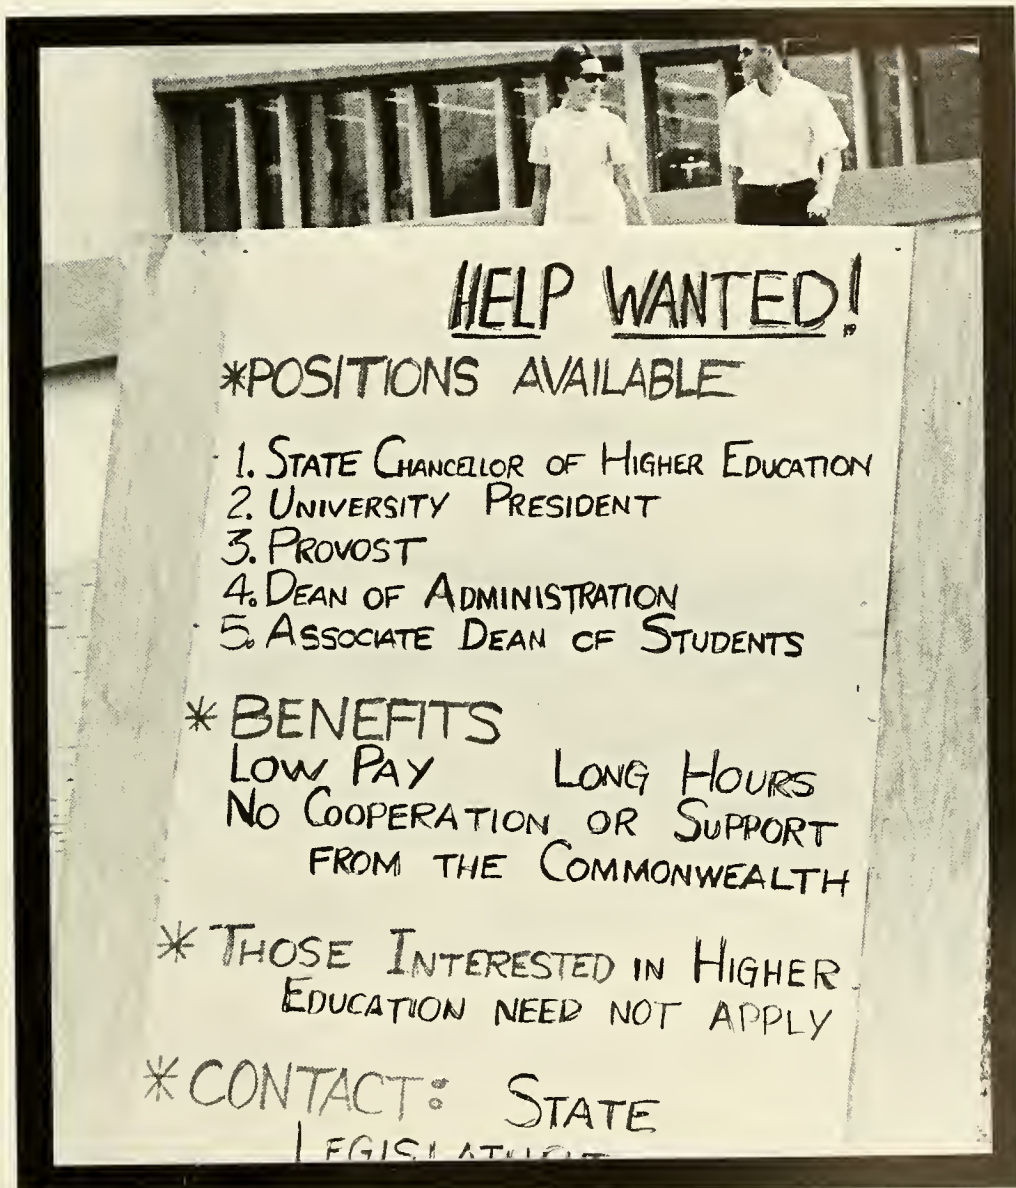 HELP WANTED!
*POSITIONS AVAILABLE
1. STATE CHANCELLOR OF HIGHER EDUCATION
2. UNIVERSITY PRESIDENT
3. PROVOST
4. DEAN OF ADMINISTRATION
5. ASSOCIATE DEAN OF STUDENTS
* BENEFITS
LOW PAY LONG HOURS
NO COOPERATION OR SUPPORT
FROM THE COMMONWEALTH
* THOSE INTERESTED IN HIGHER
EDUCATION NEED NOT APPLY
*CONTACT: STATE
LEGISLATURE